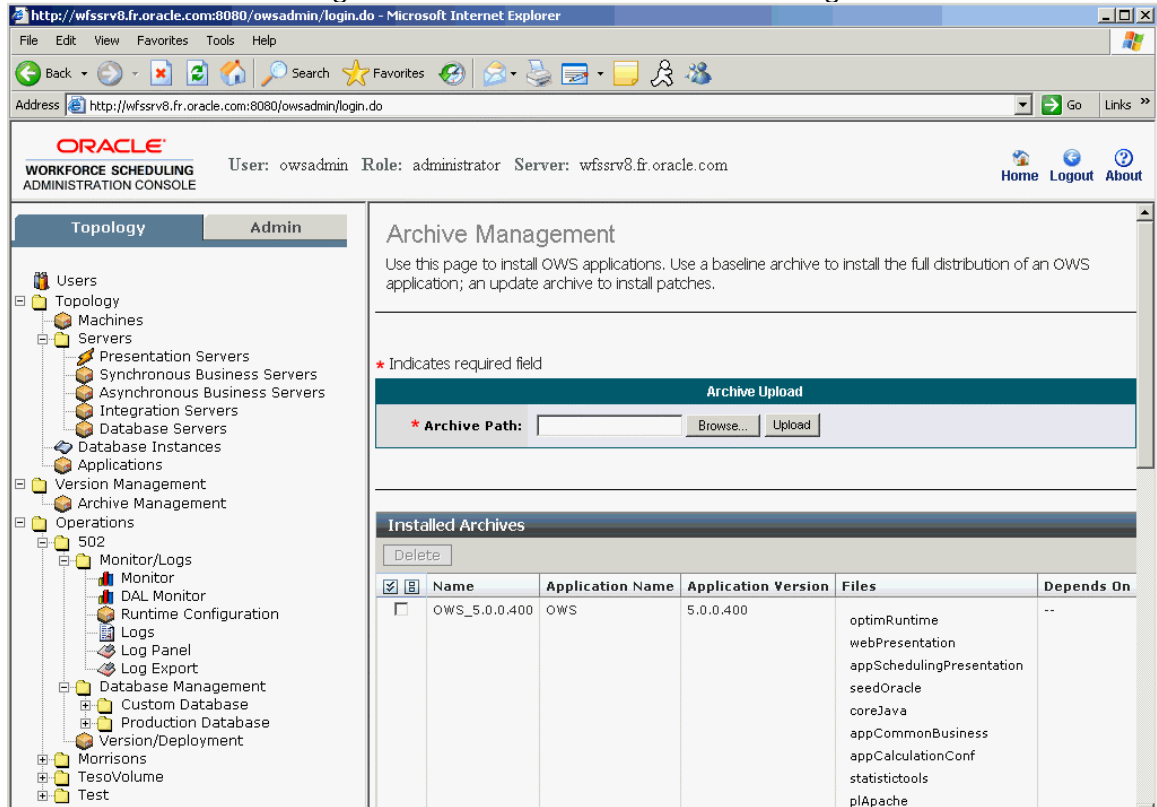 http://wfssrv8.fr.oracle.com:8080/owsadmin/login.do - Microsoft Internet Explorer
File Edit View Favorites Tools Help
Back Search Favorites
Address http://wfssrv8.fr.oracle.com:8080/owsadmin/login.do Go Links »
ORACLE
WORKFORCE SCHEDULING
ADMINISTRATION CONSOLE
User: owsadmin Role: administrator Server: wfssrv8.fr.oracle.com
Home Logout About
Topology Admin
Users
Topology
Machines
Servers
Presentation Servers
Synchronous Business Servers
Asynchronous Business Servers
Integration Servers
Database Servers
Database Instances
Applications
Version Management
Archive Management
Operations
502
Monitor/Logs
Monitor
DAL Monitor
Runtime Configuration
Logs
Log Panel
Log Export
Database Management
Custom Database
Production Database
Version/Deployment
Morrisons
TesoVolume
Test
Archive Management
Use this page to install OWS applications. Use a baseline archive to install the full distribution of an OWS
application; an update archive to install patches.
* Indicates required field
Archive Upload
* Archive Path: Browse... Upload
Installed Archives
Delete
Name Application Name Application Version Files Depends On
OWS_5.0.0.400 OWS 5.0.0.400 --
optimRuntime
webPresentation
appSchedulingPresentation
seedOracle
coreJava
appCommonBusiness
appCalculationConf
statistictools
plApache